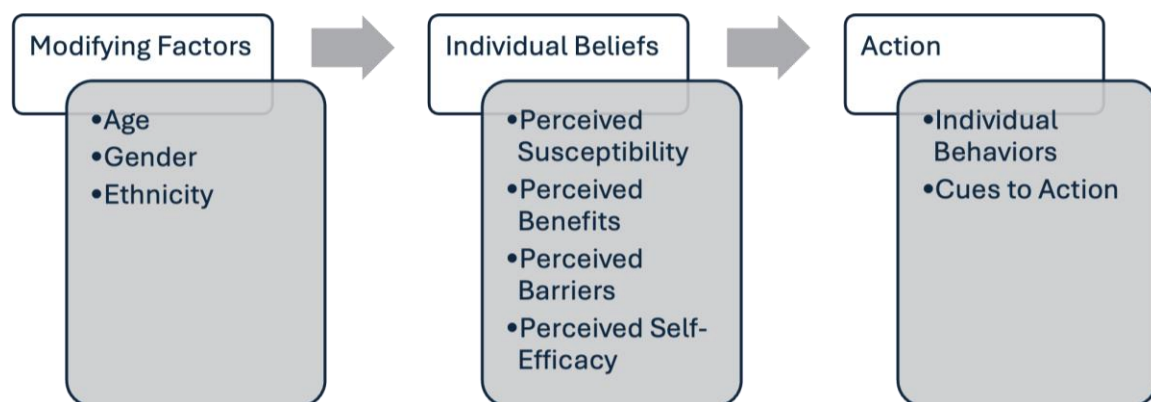 Modifying Factors
•Age
•Gender
•Ethnicity
Individual Beliefs
•Perceived
Susceptibility
•Perceived
Benefits
•Perceived
Barriers
•Perceived Self-
Efficacy
Action
•Individual
Behaviors
•Cues to Action